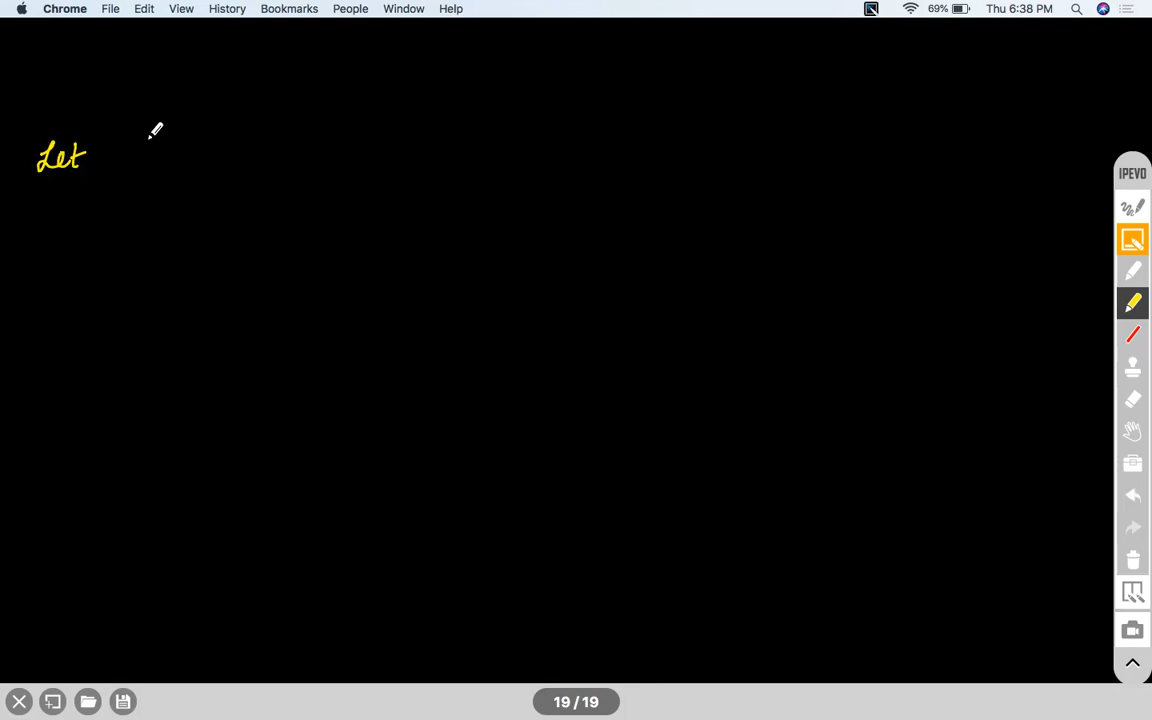 Chrome File Edit View History Bookmarks People Window Help 69% Thu 6:38 PM
Let
IPEVO
19 / 19